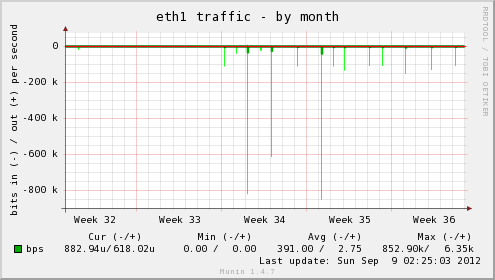 eth1 traffic - by month
RRDTOOL / TOBI OETIKER
bits in (-) / out (+) per second
0
-200 k
-400 k
-600 k
-800 k
Week 32 Week 33 Week 34 Week 35 Week 36
Cur (-/+) Min (-/+) Avg (-/+) Max (-/+)
bps 882.94u/618.02u 0.00 / 0.00 391.00 / 2.75 852.90k/ 6.35k
Last update: Sun Sep 9 02:25:03 2012
Munin 1.4.7